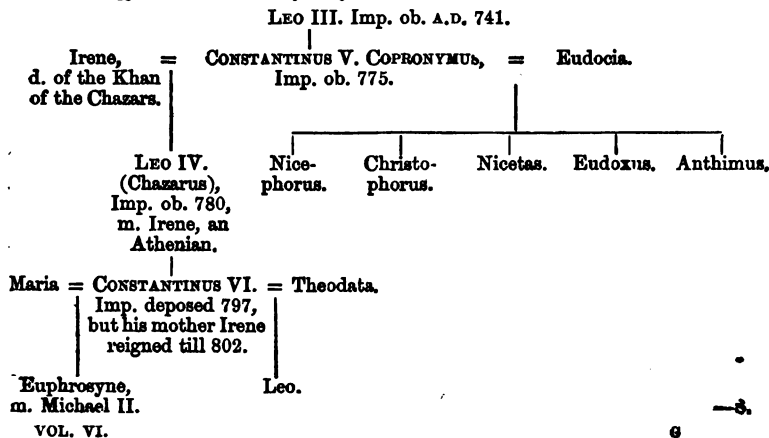 LEO III. Imp. ob. A.D. 741.
Irene, = CONSTANTINUS V. COPRONYMUS, = Eudocia.
d. of the Khan Imp. ob. 775.
of the Chazars.
LEO IV. Nice- Christo- Nicetas. Eudoxus. Anthimus.
(Chazarus), phorus. phorus.
Imp. ob. 780,
m. Irene, an
Athenian.
Maria = CONSTANTINUS VI. = Theodata.
Imp. deposed 797,
but his mother Irene
reigned till 802.
Euphrosyne, Leo.
m. Michael II.
—S.
VOL. VI. G